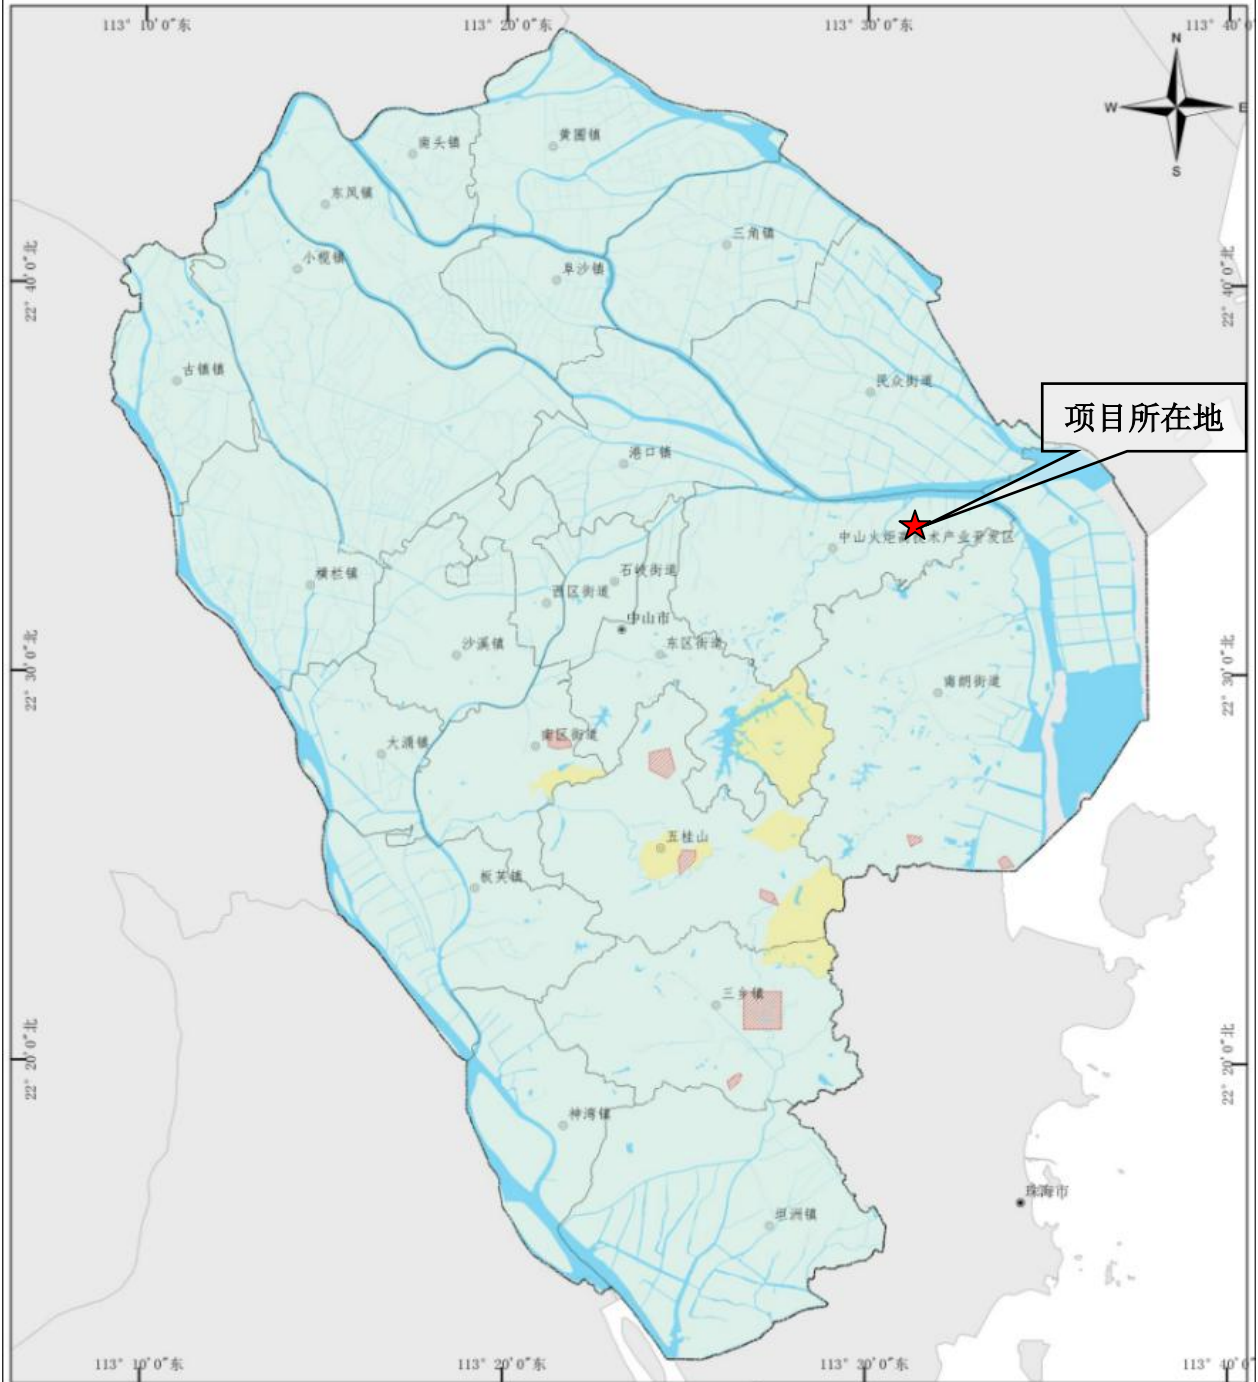 113° 10′0″东
113° 20′0″东
113° 30′0″东
113° 40′0
N
W
E
S
南头镇
黄圃镇
东凤镇
三角镇
小榄镇
阜沙镇
22° 40′0″北
22° 40′0″北
古镇镇
民众街道
项目所在地
港口镇
中山火炬高技术产业开发区
横栏镇
石岐街道
西区街道
中山市
沙溪镇
东区街道
22° 30′0″北
22° 30′0″北
南朗街道
大涌镇
南区街道
五桂山
板芙镇
三乡镇
22° 20′0″北
22° 20′0″北
神湾镇
珠海市
坦洲镇
113° 10′0″东
113° 20′0″东
113° 30′0″东
113° 40′0